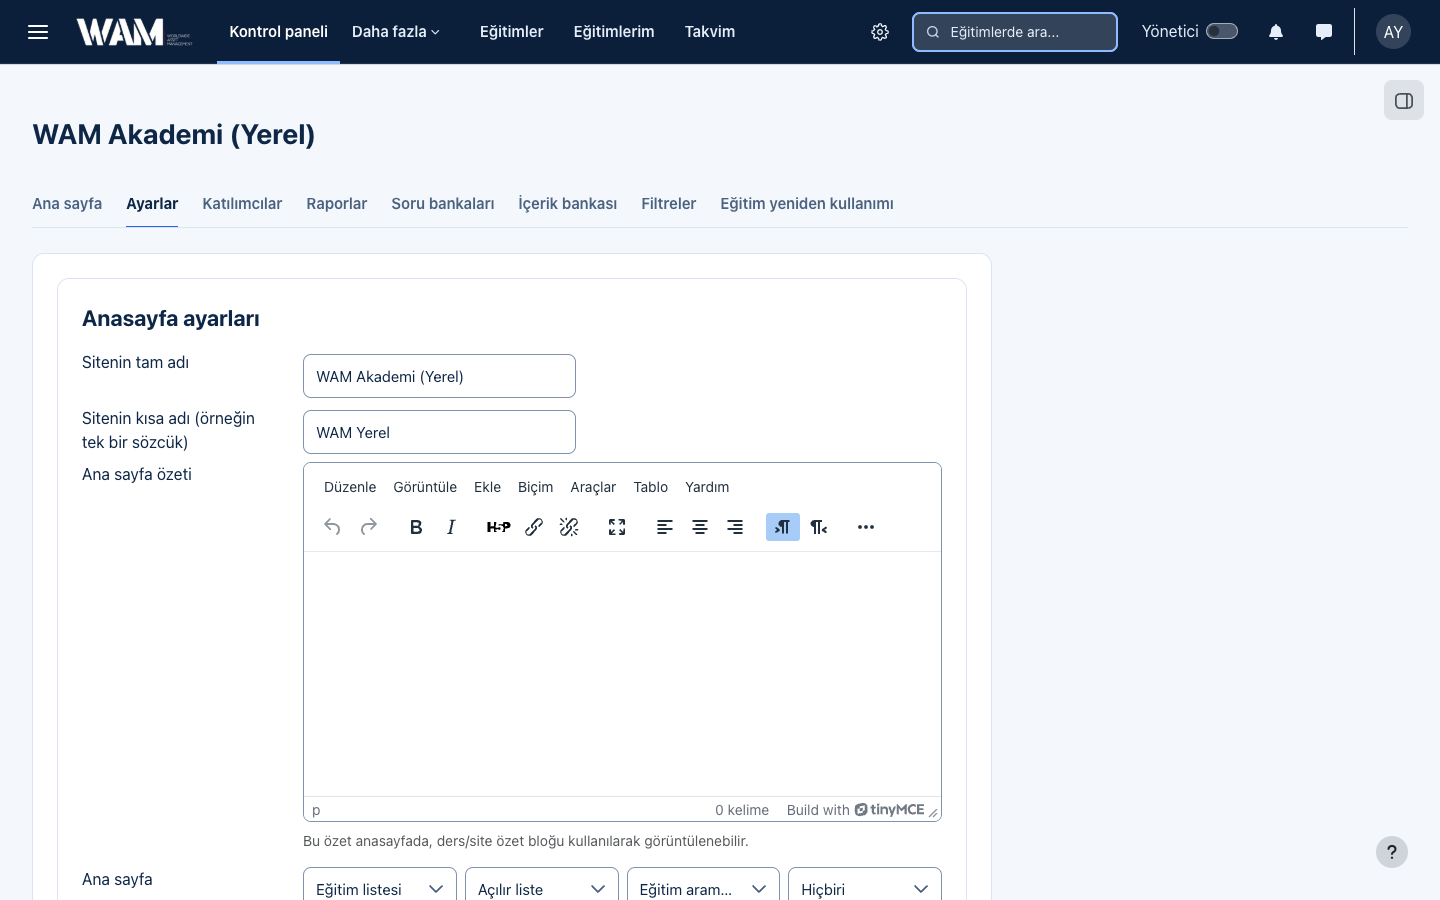 WAM WORLDWIDE ASSET MANAGEMENT
Kontrol paneli
Daha fazla
Eğitimler
Eğitimlerim
Takvim
Eğitimlerde ara...
Yönetici
AY
WAM Akademi (Yerel)
Ana sayfa
Ayarlar
Katılımcılar
Raporlar
Soru bankaları
İçerik bankası
Filtreler
Eğitim yeniden kullanımı
Anasayfa ayarları
Sitenin tam adı
WAM Akademi (Yerel)
Sitenin kısa adı (örneğin
tek bir sözcük)
WAM Yerel
Ana sayfa özeti
Düzenle
Görüntüle
Ekle
Biçim
Araçlar
Tablo
Yardım
B
I
H5P
p
0 kelime
Build with tinyMCE
Bu özet anasayfada, ders/site özet bloğu kullanılarak görüntülenebilir.
?
Ana sayfa
Eğitim listesi
Açılır liste
Eğitim aram...
Hiçbiri